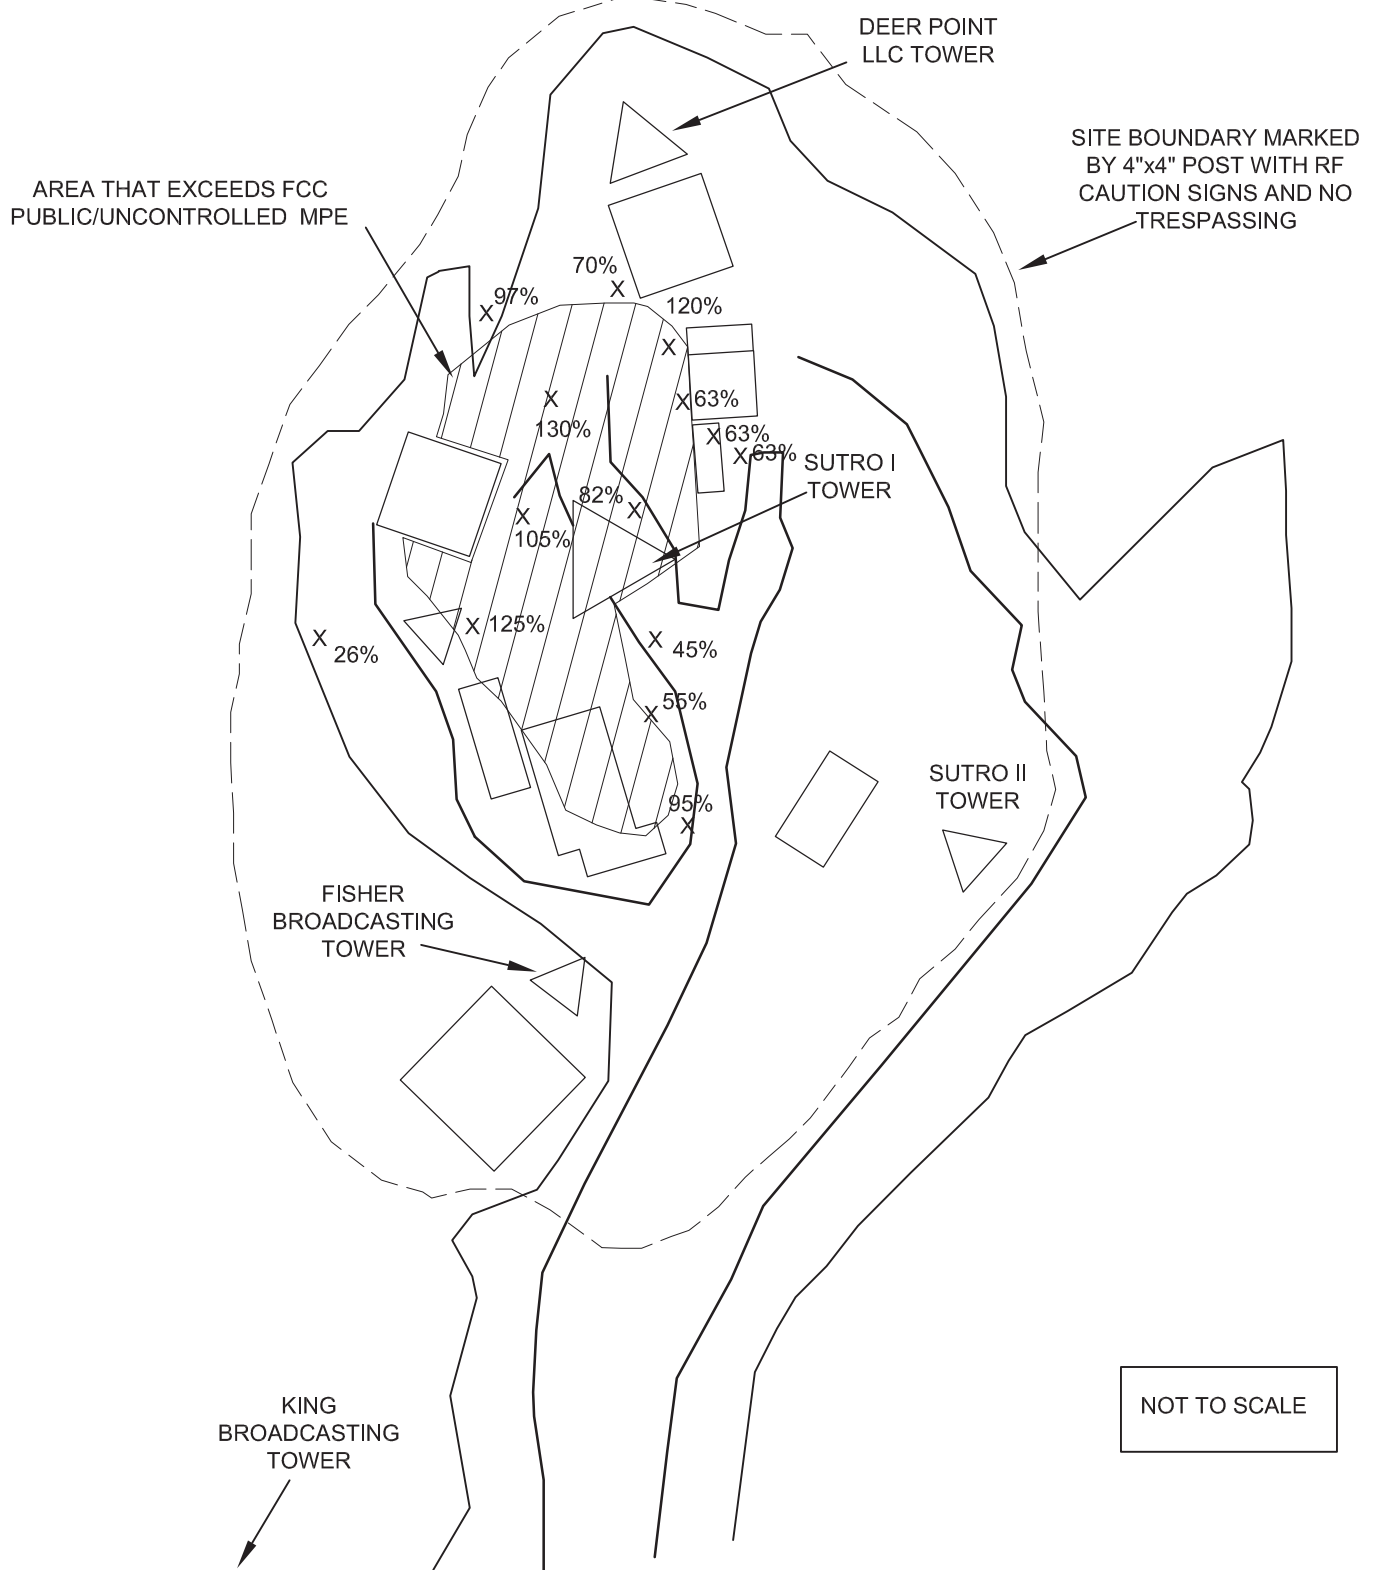 DEER POINT
LLC TOWER
SITE BOUNDARY MARKED
BY 4"x4" POST WITH RF
CAUTION SIGNS AND NO
TRESPASSING
AREA THAT EXCEEDS FCC
PUBLIC/UNCONTROLLED MPE
70%
X
97%
X
120%
X
X
130%
X 63%
X 63%
X 63%
SUTRO I
TOWER
82%
X
X
105%
X 125%
X
26%
X
45%
55%
X
SUTRO II
TOWER
95%
X
FISHER
BROADCASTING
TOWER
KING
BROADCASTING
TOWER
NOT TO SCALE